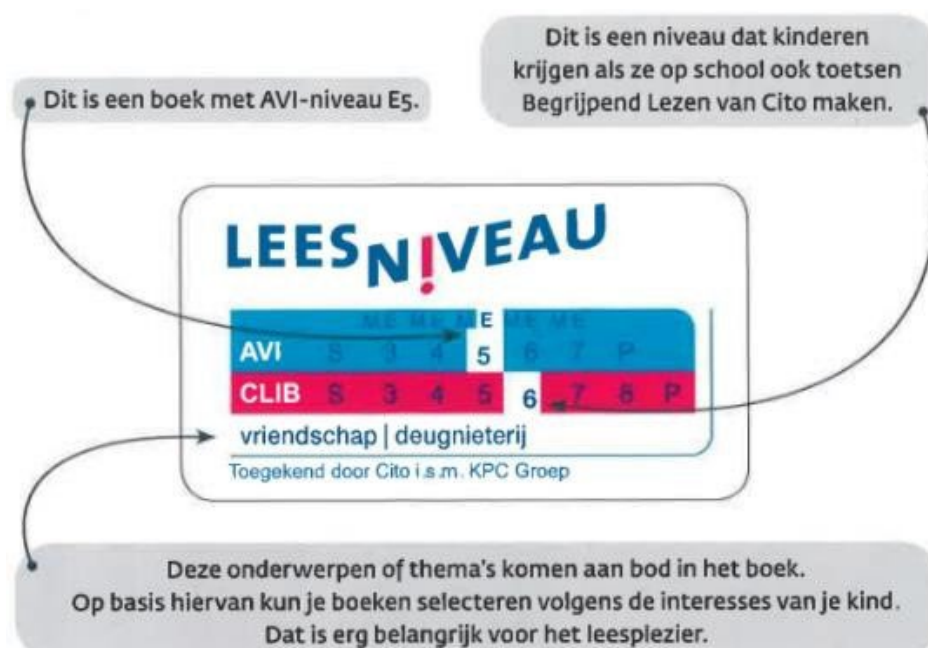 Dit is een niveau dat kinderen
krijgen als ze op school ook toetsen
Begrijpend Lezen van Cito maken.
Dit is een boek met AVI-niveau E5.
LEESN!VEAU
M E M E M E M E M E
AVI S 3 4 5 6 7 P
CLIB S 3 4 5 6 7 8 P
vriendschap | deugnieterij
Toegekend door Cito i.s.m. KPC Groep
Deze onderwerpen of thema's komen aan bod in het boek.
Op basis hiervan kun je boeken selecteren volgens de interesses van je kind.
Dat is erg belangrijk voor het leesplezier.